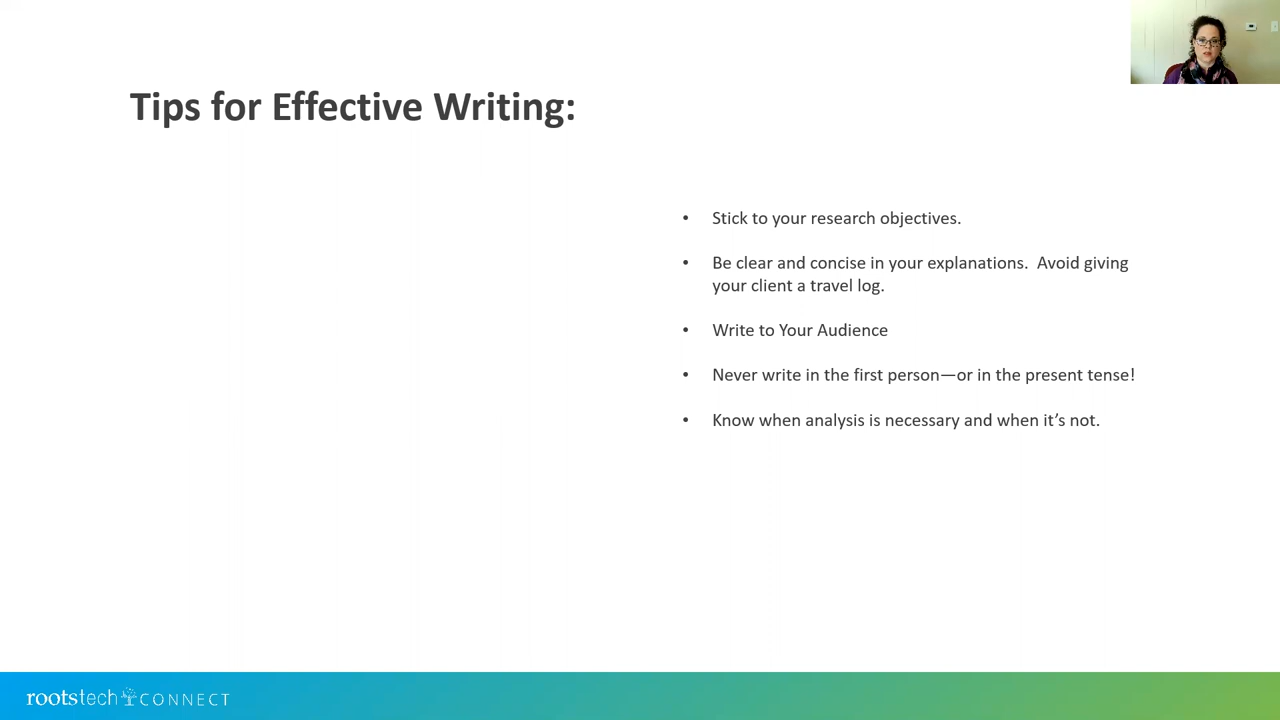 Tips for Effective Writing:
• Stick to your research objectives.
• Be clear and concise in your explanations.  Avoid giving
your client a travel log.
• Write to Your Audience
• Never write in the first person—or in the present tense!
• Know when analysis is necessary and when it’s not.
rootstech CONNECT